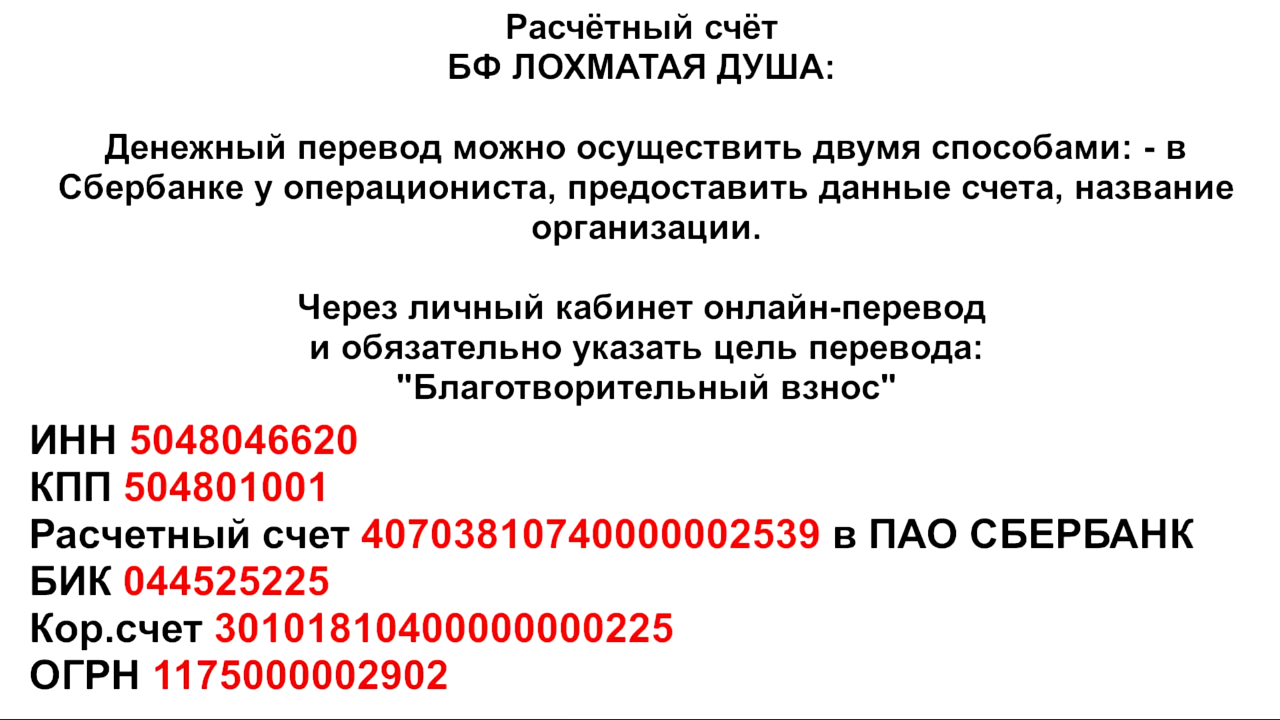 Расчётный счёт
БФ ЛОХМАТАЯ ДУША:
Денежный перевод можно осуществить двумя способами: - в
Сбербанке у операциониста, предоставить данные счета, название
организации.
Через личный кабинет онлайн-перевод
и обязательно указать цель перевода:
"Благотворительный взнос"
ИНН 5048046620
КПП 504801001
Расчетный счет 40703810740000002539 в ПАО СБЕРБАНК
БИК 044525225
Кор.счет 30101810400000000225
ОГРН 1175000002902